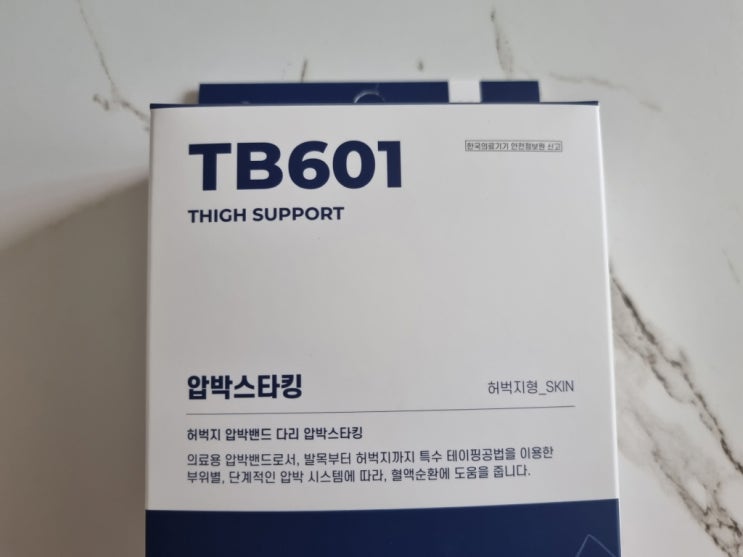 TB601
한국의료기기 안전정보원 신고
THIGH SUPPORT
압박스타킹
허벅지형_SKIN
허벅지 압박밴드 다리 압박스타킹
의료용 압박밴드로서, 발목부터 허벅지까지 특수 테이핑공법을 이용한
부위별, 단계적인 압박 시스템에 따라, 혈액순환에 도움을 줍니다.